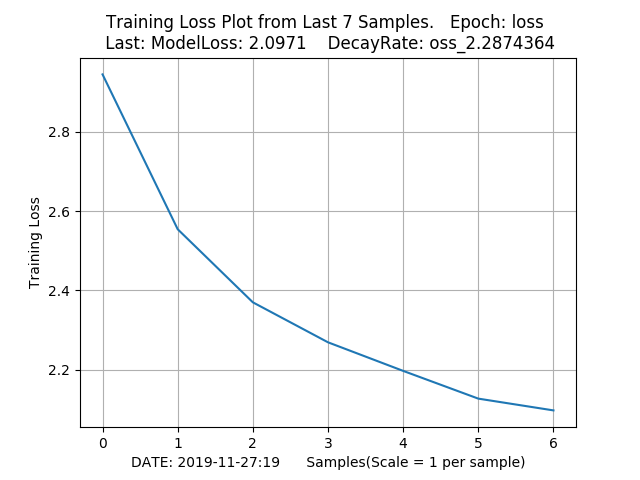 Training Loss Plot from Last 7 Samples.   Epoch: loss
Last: ModelLoss: 2.0971    DecayRate: oss_2.2874364
2.8
2.6
Training Loss
2.4
2.2
0 1 2 3 4 5 6
DATE: 2019-11-27:19      Samples(Scale = 1 per sample)